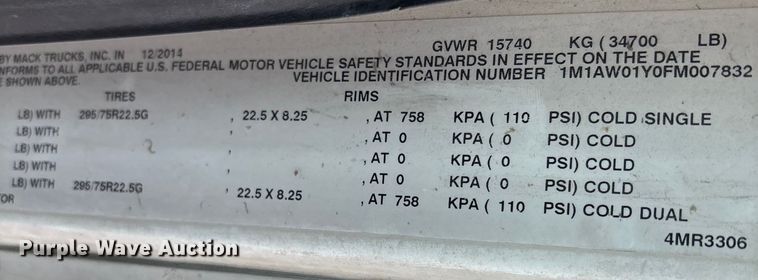 BY MACK TRUCKS, INC. IN 12/2014 GVWR 15740 KG ( 34700 LB)
NFORMS TO ALL APPLICABLE U.S. FEDERAL MOTOR VEHICLE SAFETY STANDARDS IN EFFECT ON THE DATE
E SHOWN ABOVE. VEHICLE IDENTIFICATION NUMBER 1M1AW01Y0FM007832
TIRES RIMS
LB) WITH 295/75R22.5G , 22.5 X 8.25 , AT 758 KPA ( 110 PSI) COLD SINGLE
LB) WITH , , AT 0 KPA ( 0 PSI) COLD
LB) WITH , , AT 0 KPA ( 0 PSI) COLD
LB) WITH , , AT 0 KPA ( 0 PSI) COLD
LB) WITH 295/75R22.5G , 22.5 X 8.25 , AT 758 KPA ( 110 PSI) COLD DUAL
TOR 4MR3306
Purple Wave Auction